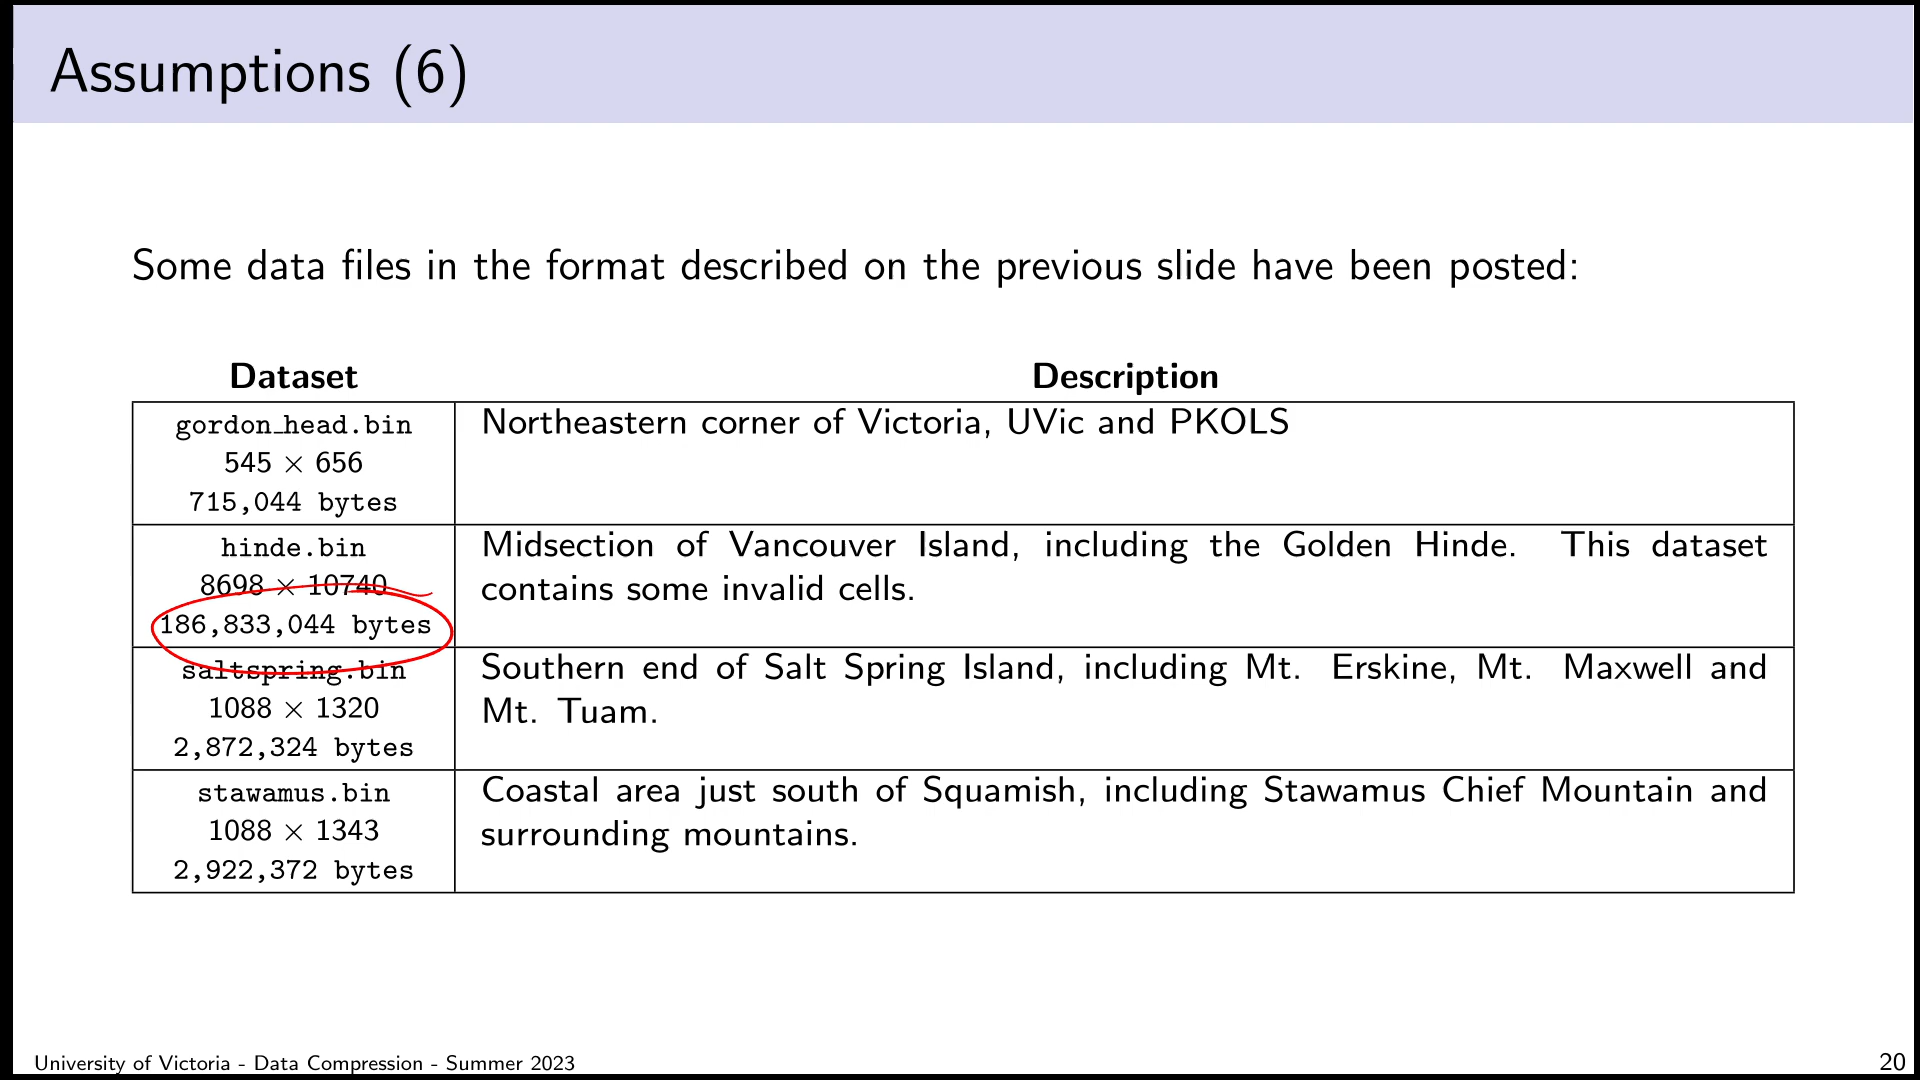 Assumptions (6)
Some data files in the format described on the previous slide have been posted:
Dataset Description
gordon_head.bin
545 × 656
715,044 bytes
Northeastern corner of Victoria, UVic and PKOLS
hinde.bin
8698 × 10740
186,833,044 bytes
Midsection of Vancouver Island, including the Golden Hinde. This dataset
contains some invalid cells.
saltspring.bin
1088 × 1320
2,872,324 bytes
Southern end of Salt Spring Island, including Mt. Erskine, Mt. Maxwell and
Mt. Tuam.
stawamus.bin
1088 × 1343
2,922,372 bytes
Coastal area just south of Squamish, including Stawamus Chief Mountain and
surrounding mountains.
University of Victoria - Data Compression - Summer 2023
20